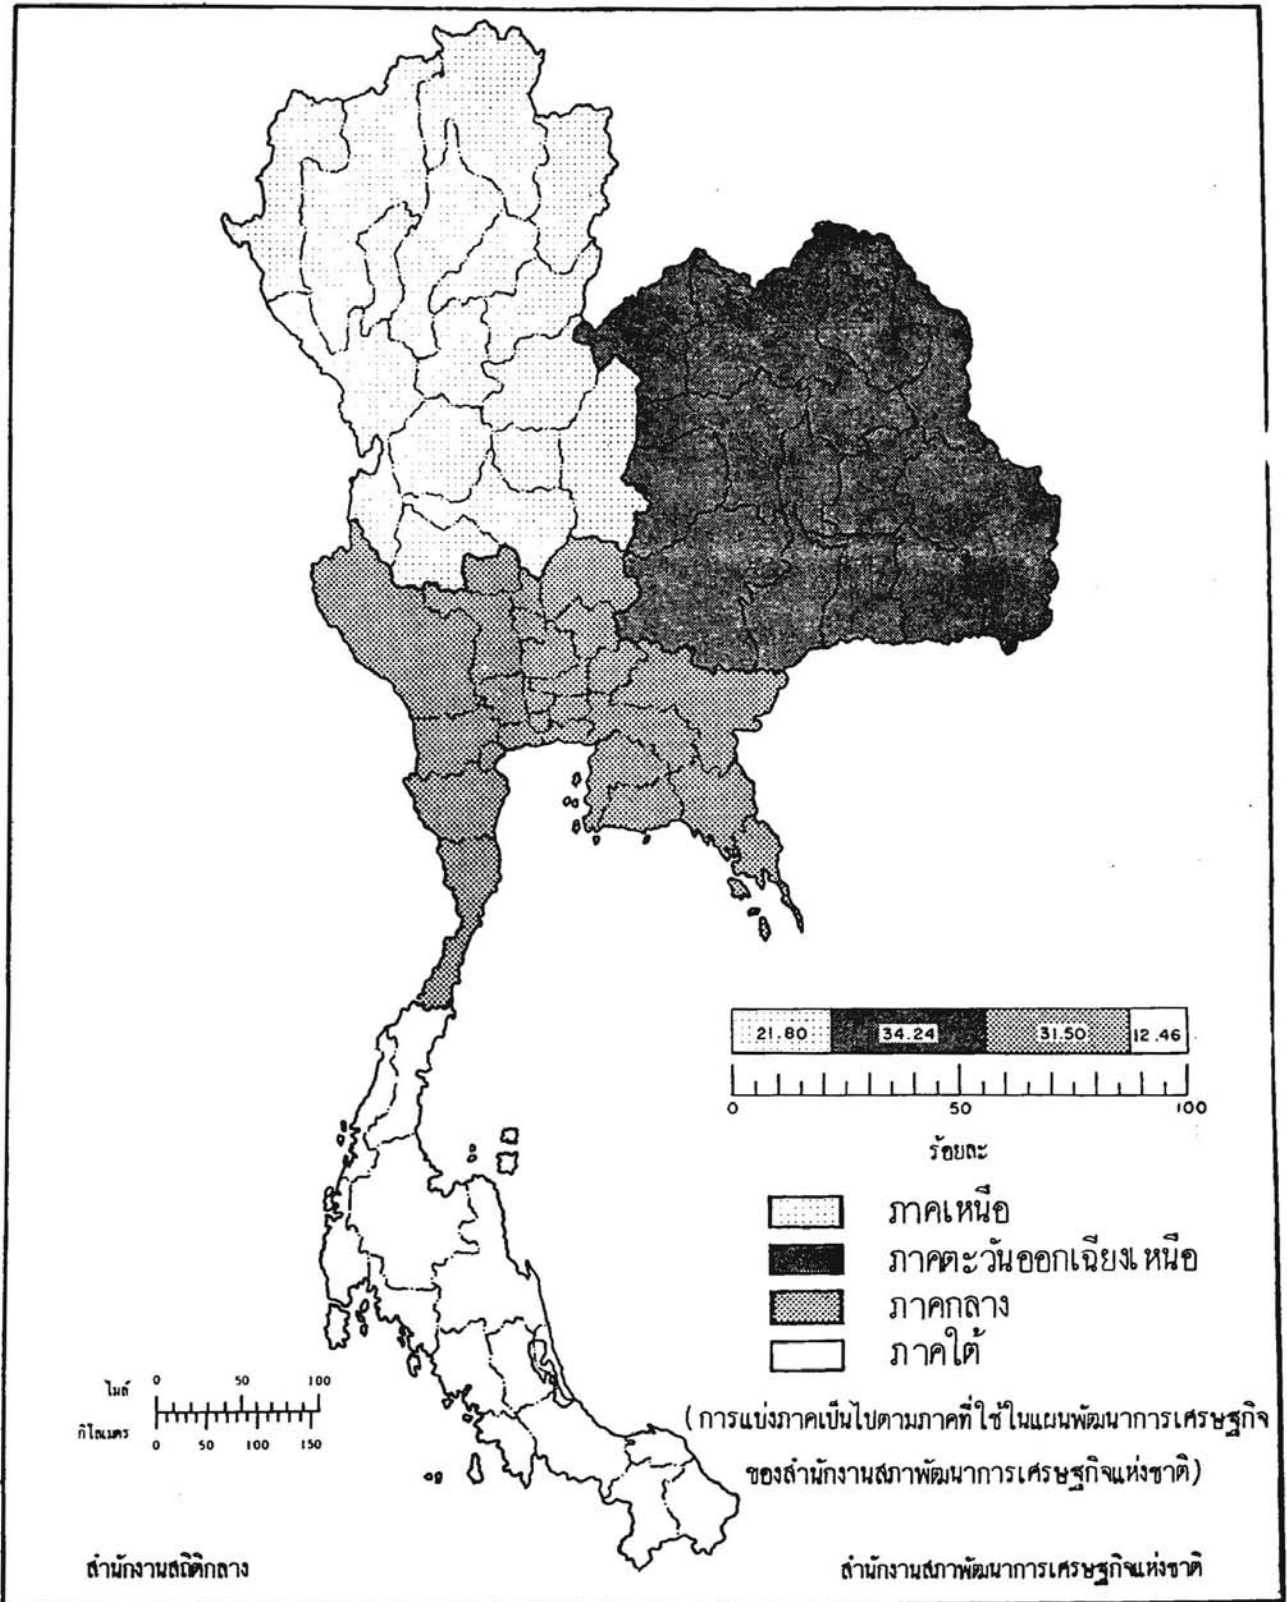 21.80 34.24 31.50 12.46
0 50 100
ร้อยละ
ภาคเหนือ
ภาคตะวันออกเฉียงเหนือ
ภาคกลาง
ภาคใต้
ไมล์ 0 50 100
กิโลเมตร 0 50 100 150
(การแบ่งภาคเป็นไปตามภาคที่ใช้ในแผนพัฒนาการเศรษฐกิจ
ของสำนักงานสภาพัฒนาการเศรษฐกิจแห่งชาติ)
สำนักงานสถิติกลาง สำนักงานสภาพัฒนาการเศรษฐกิจแห่งชาติ